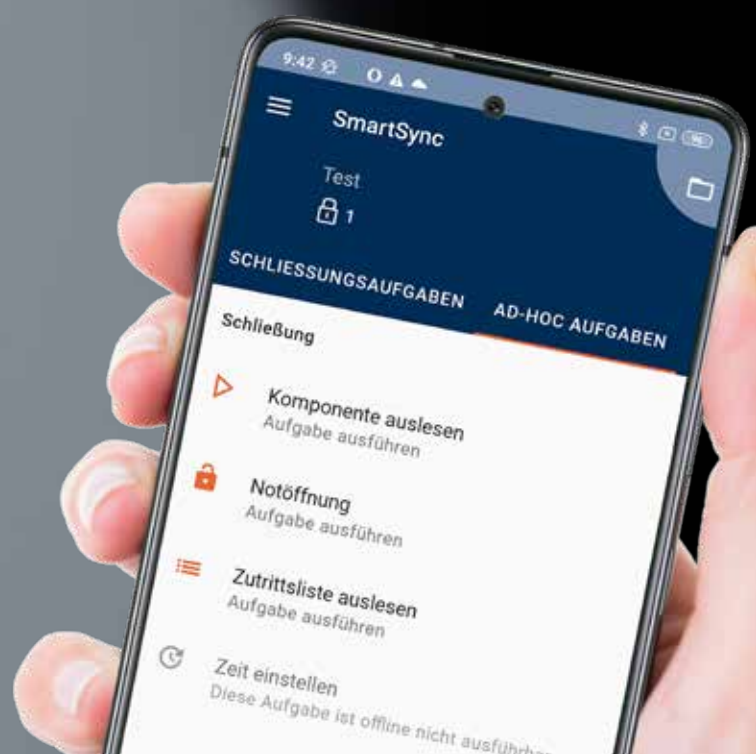 9:42
SmartSync
Test
1
SCHLIESSUNGSAUFGABEN
AD-HOC AUFGABEN
Schließung
Komponente auslesen
Aufgabe ausführen
Notöffnung
Aufgabe ausführen
Zutrittsliste auslesen
Aufgabe ausführen
Zeit einstellen
Diese Aufgabe ist offline nicht